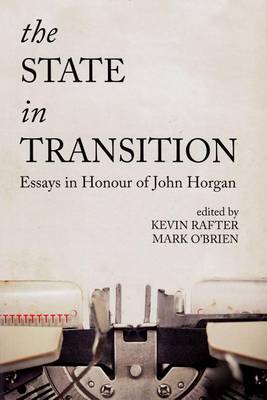 the
STATE
in
TRANSITION
Essays in Honour of John Horgan
edited by
KEVIN RAFTER
MARK O'BRIEN